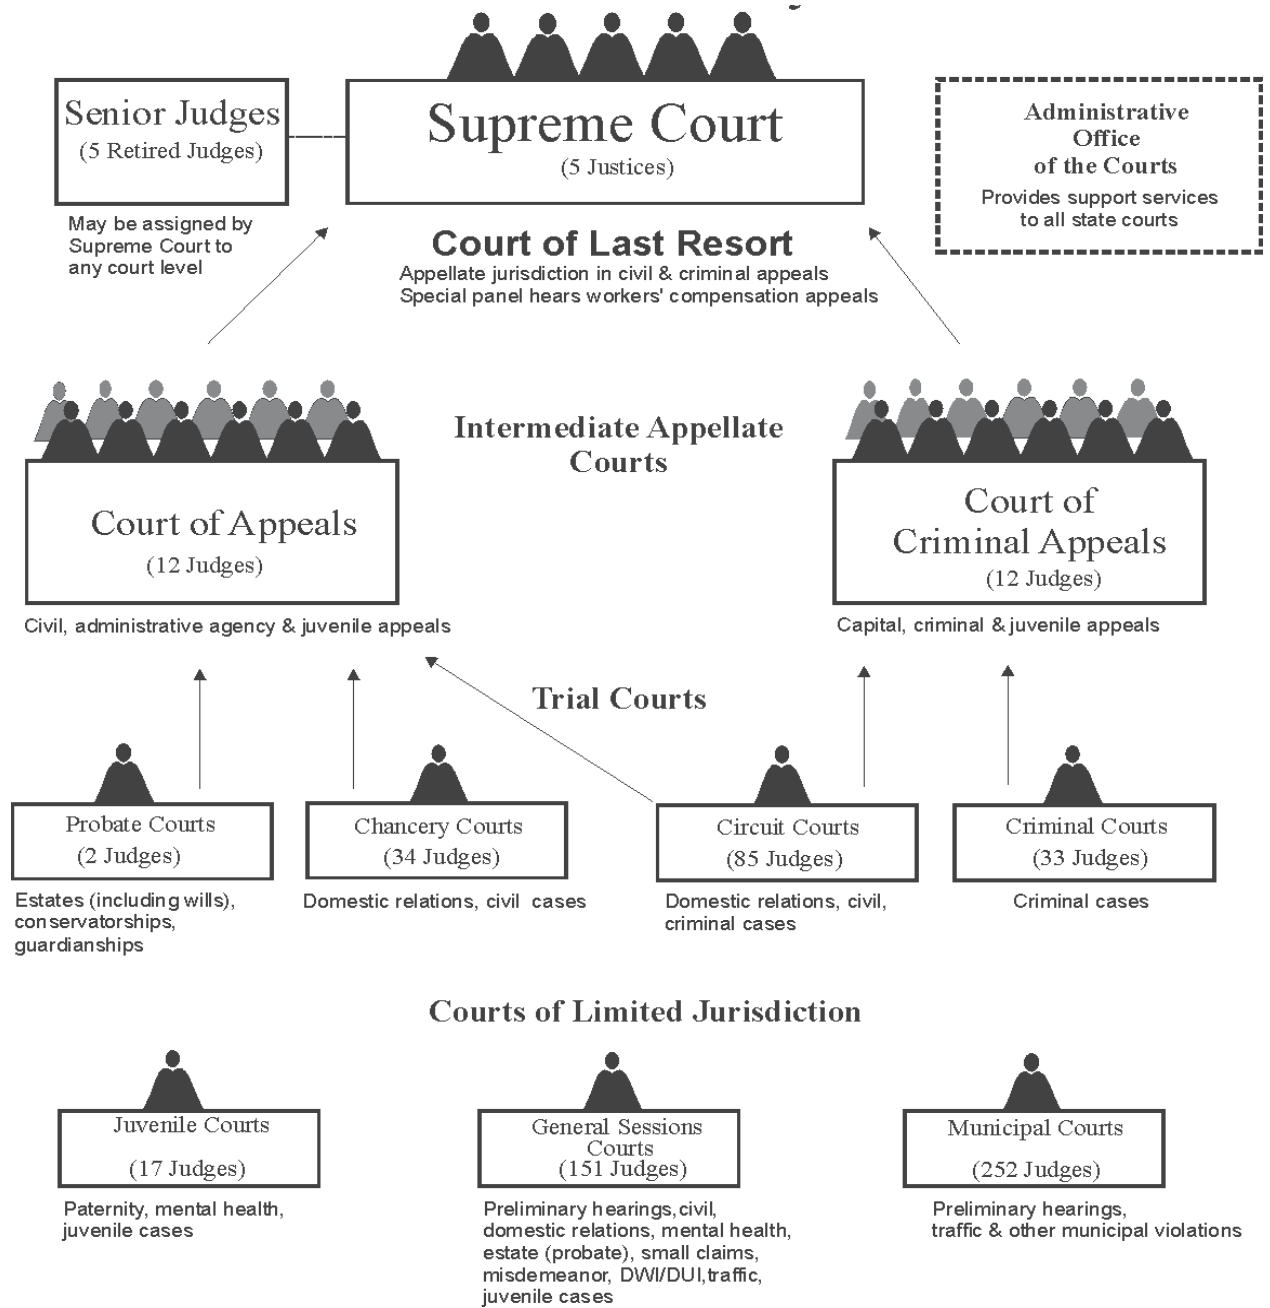 Senior Judges
(5 Retired Judges)
May be assigned by
Supreme Court to
any court level
Supreme Court
(5 Justices)
Court of Last Resort
Appellate jurisdiction in civil & criminal appeals
Special panel hears workers' compensation appeals
Administrative
Office
of the Courts
Provides support services
to all state courts
Intermediate Appellate
Courts
Court of Appeals
(12 Judges)
Civil, administrative agency & juvenile appeals
Court of
Criminal Appeals
(12 Judges)
Capital, criminal & juvenile appeals
Trial Courts
Probate Courts
(2 Judges)
Estates (including wills),
conservatorships,
guardianships
Chancery Courts
(34 Judges)
Domestic relations, civil cases
Circuit Courts
(85 Judges)
Domestic relations, civil,
criminal cases
Criminal Courts
(33 Judges)
Criminal cases
Courts of Limited Jurisdiction
Juvenile Courts
(17 Judges)
Paternity, mental health,
juvenile cases
General Sessions
Courts
(151 Judges)
Preliminary hearings,civil,
domestic relations, mental health,
estate (probate), small claims,
misdemeanor, DWI/DUI,traffic,
juvenile cases
Municipal Courts
(252 Judges)
Preliminary hearings,
traffic & other municipal violations